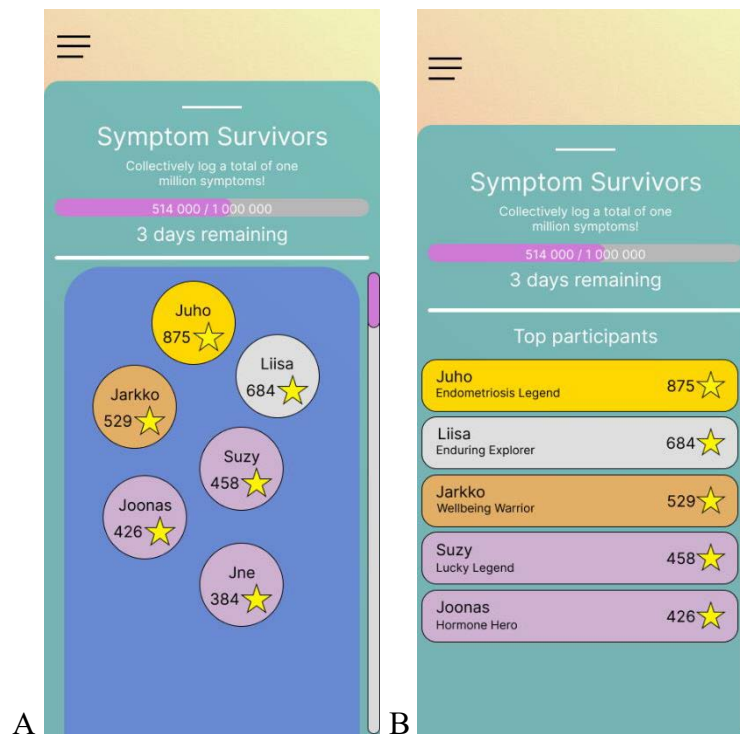 Symptom Survivors
Collectively log a total of one
million symptoms!
514 000 / 1 000 000
3 days remaining
Juho
875
Liisa
684
Jarkko
529
Suzy
458
Joonas
426
Jne
384
A
Symptom Survivors
Collectively log a total of one
million symptoms!
514 000 / 1 000 000
3 days remaining
Top participants
Juho
Endometriosis Legend
875
Liisa
Enduring Explorer
684
Jarkko
Wellbeing Warrior
529
Suzy
Lucky Legend
458
Joonas
Hormone Hero
426
B